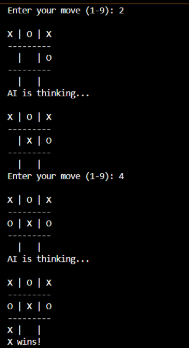 Enter your move (1-9): 2
X | O | X
---------
  |   | O
---------
  |   |
AI is thinking...
X | O | X
---------
  | X | O
---------
  |   |
Enter your move (1-9): 4
X | O | X
---------
O | X | O
---------
  |   |
AI is thinking...
X | O | X
---------
O | X | O
---------
X |   |
X wins!